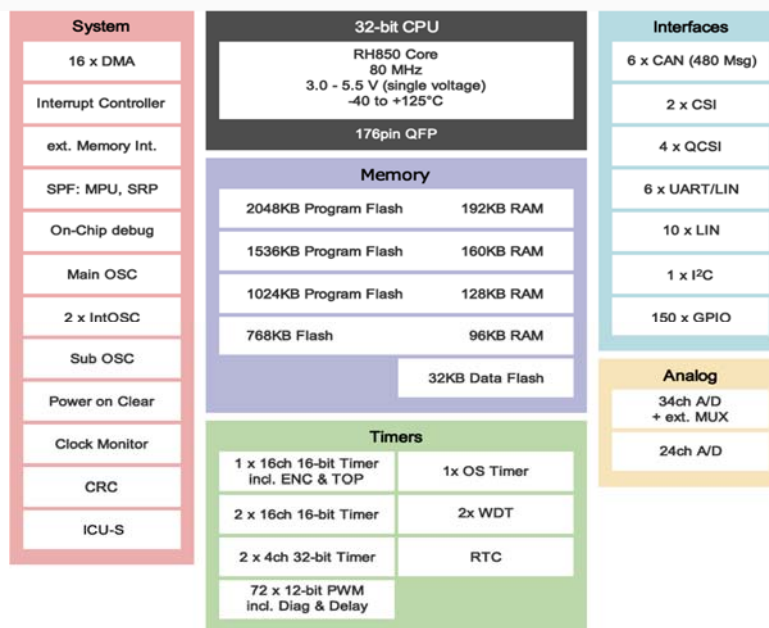 System
16 x DMA
Interrupt Controller
ext. Memory Int.
SPF: MPU, SRP
On-Chip debug
Main OSC
2 x IntOSC
Sub OSC
Power on Clear
Clock Monitor
CRC
ICU-S
32-bit CPU
RH850 Core
80 MHz
3.0 - 5.5 V (single voltage)
-40 to +125°C
176pin QFP
Memory
2048KB Program Flash 192KB RAM
1536KB Program Flash 160KB RAM
1024KB Program Flash 128KB RAM
768KB Flash 96KB RAM
32KB Data Flash
Timers
1 x 16ch 16-bit Timer
incl. ENC & TOP
1x OS Timer
2 x 16ch 16-bit Timer
2x WDT
2 x 4ch 32-bit Timer
RTC
72 x 12-bit PWM
incl. Diag & Delay
Interfaces
6 x CAN (480 Msg)
2 x CSI
4 x QCSI
6 x UART/LIN
10 x LIN
1 x I²C
150 x GPIO
Analog
34ch A/D
+ ext. MUX
24ch A/D